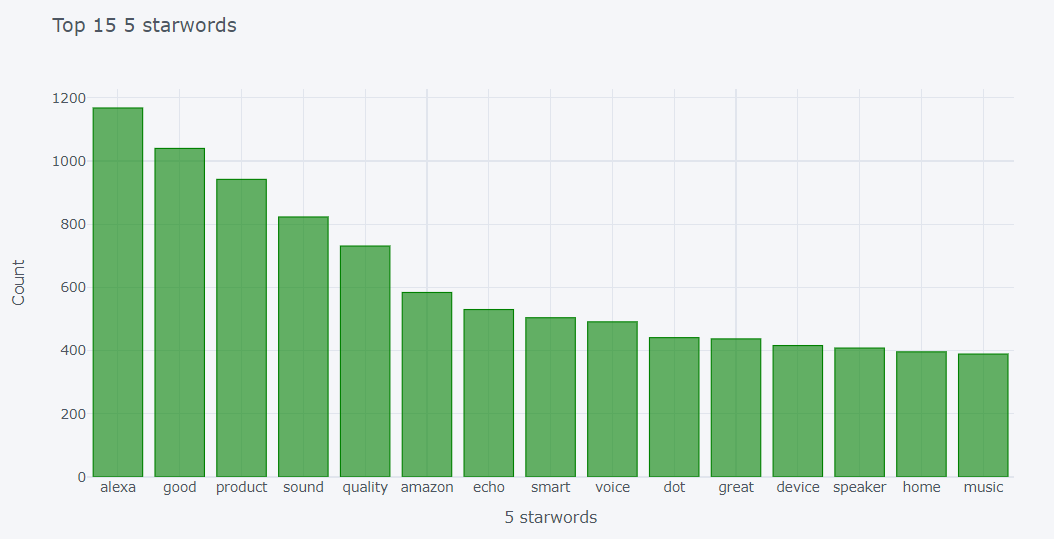 Top 15 5 starwords
Count
1200
1000
800
600
400
200
0
alexa good product sound quality amazon echo smart voice dot great device speaker home music
5 starwords